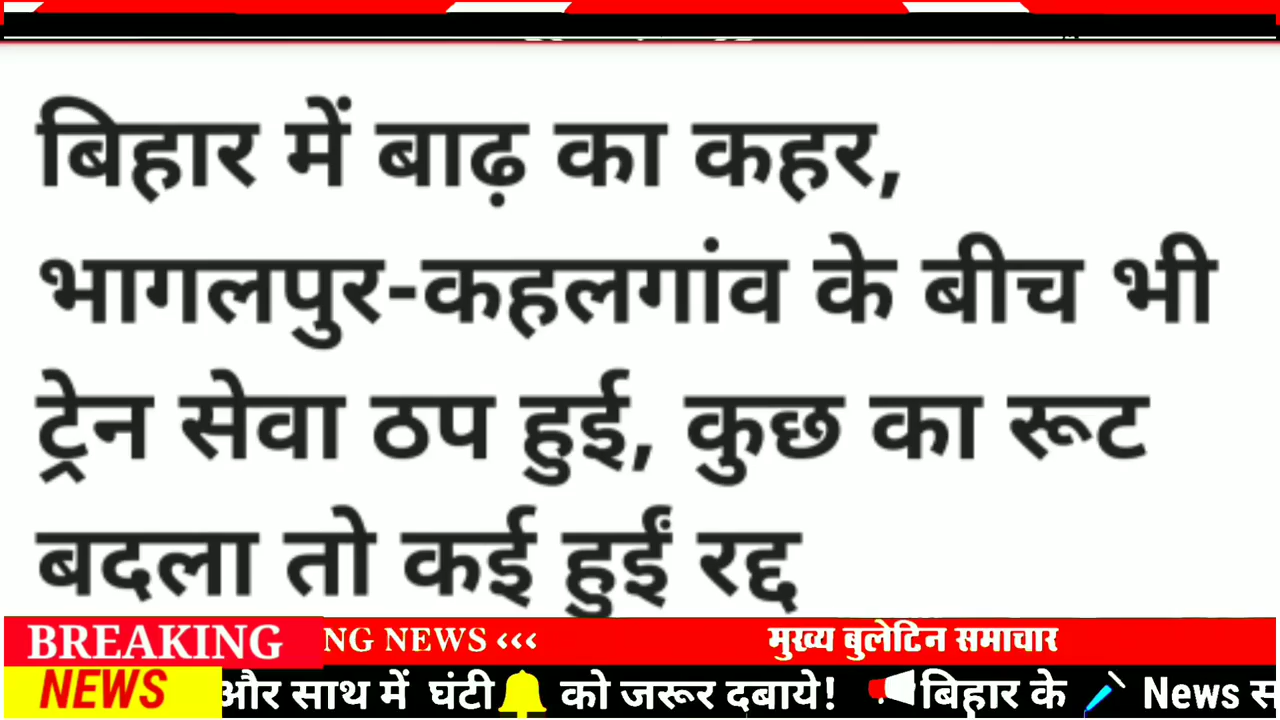 बिहार में बाढ़ का कहर,
भागलपुर-कहलगांव के बीच भी
ट्रेन सेवा ठप हुई, कुछ का रूट
बदला तो कई हुईं रद्द
BREAKING NG NEWS ‹‹‹ मुख्य बुलेटिन समाचार
NEWS और साथ में घंटी🔔 को जरूर दबाये! 📢बिहार के 🎤 News स